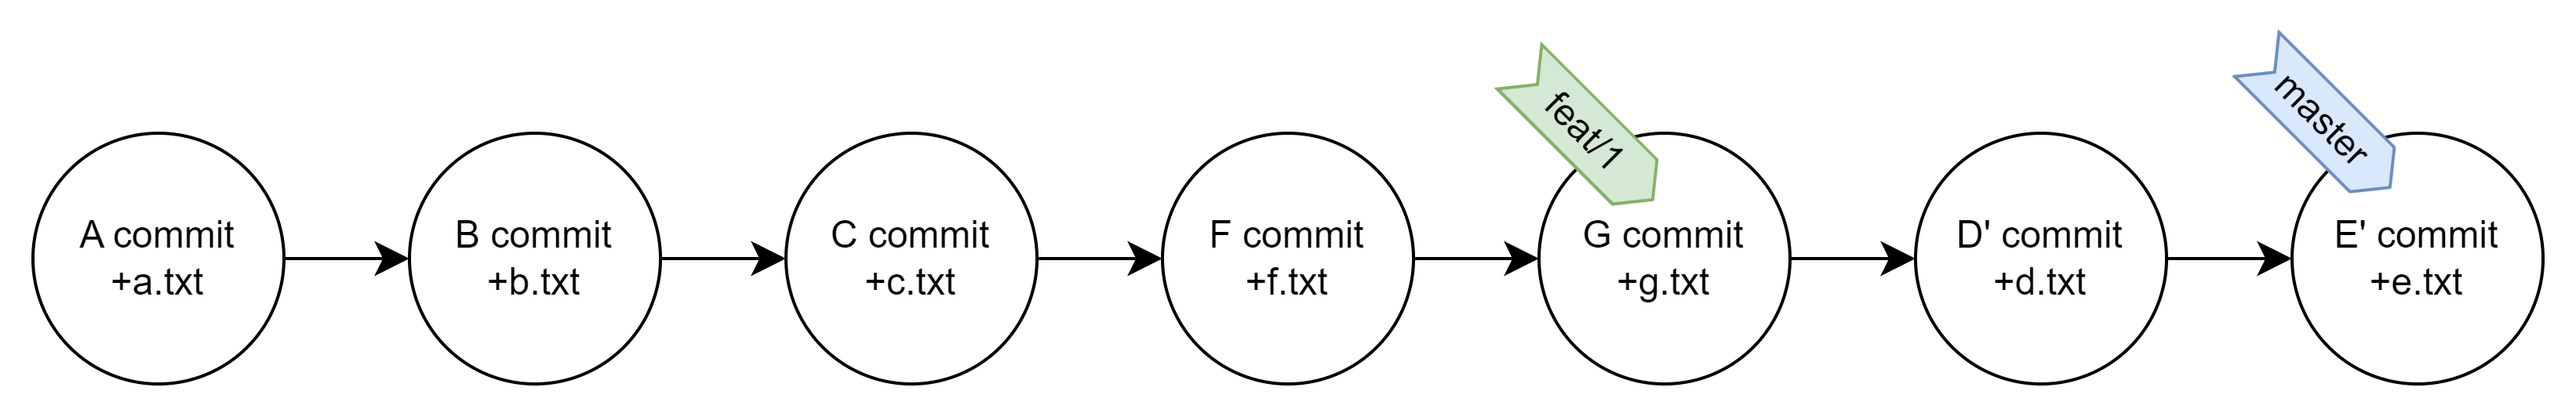 feat/1
master
A commit
+a.txt
B commit
+b.txt
C commit
+c.txt
F commit
+f.txt
G commit
+g.txt
D' commit
+d.txt
E' commit
+e.txt